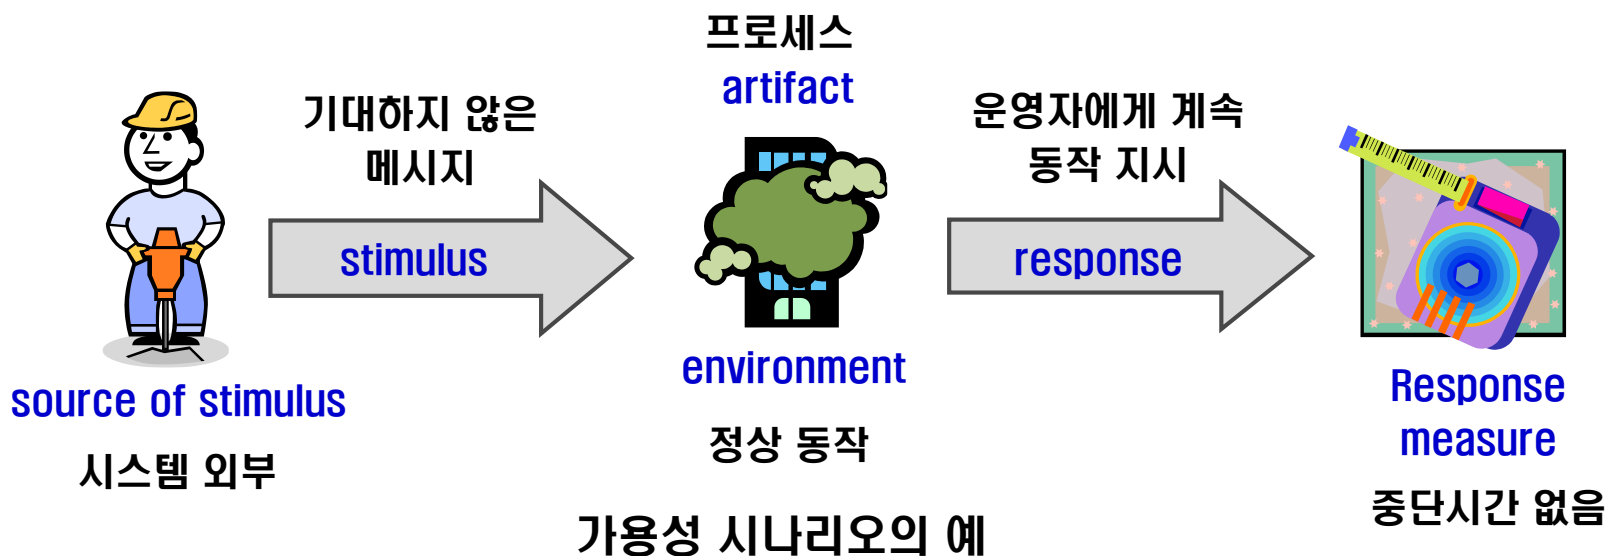 시스템 외부
source of stimulus
기대하지 않은
메시지
stimulus
프로세스
artifact
environment
정상 동작
운영자에게 계속
동작 지시
response
Response
measure
중단시간 없음
가용성 시나리오의 예